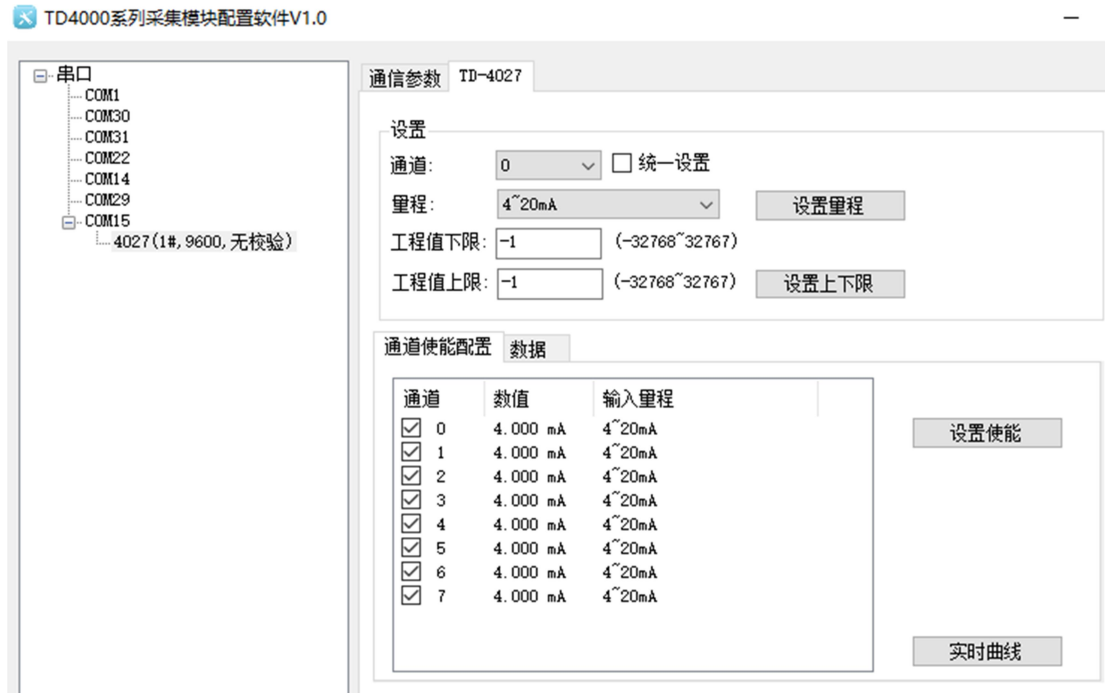 TD4000系列采集模块配置软件V1.0
串口
COM1
COM30
COM31
COM22
COM14
COM29
COM15
4027(1#,9600,无校验)
通信参数 TD-4027
设置
通道: 0 统一设置
量程: 4~20mA 设置量程
工程值下限: -1 (-32768~32767)
工程值上限: -1 (-32768~32767) 设置上下限
通道使能配置 数据
通道 数值 输入量程
0 4.000 mA 4~20mA
1 4.000 mA 4~20mA
2 4.000 mA 4~20mA
3 4.000 mA 4~20mA
4 4.000 mA 4~20mA
5 4.000 mA 4~20mA
6 4.000 mA 4~20mA
7 4.000 mA 4~20mA
设置使能
实时曲线